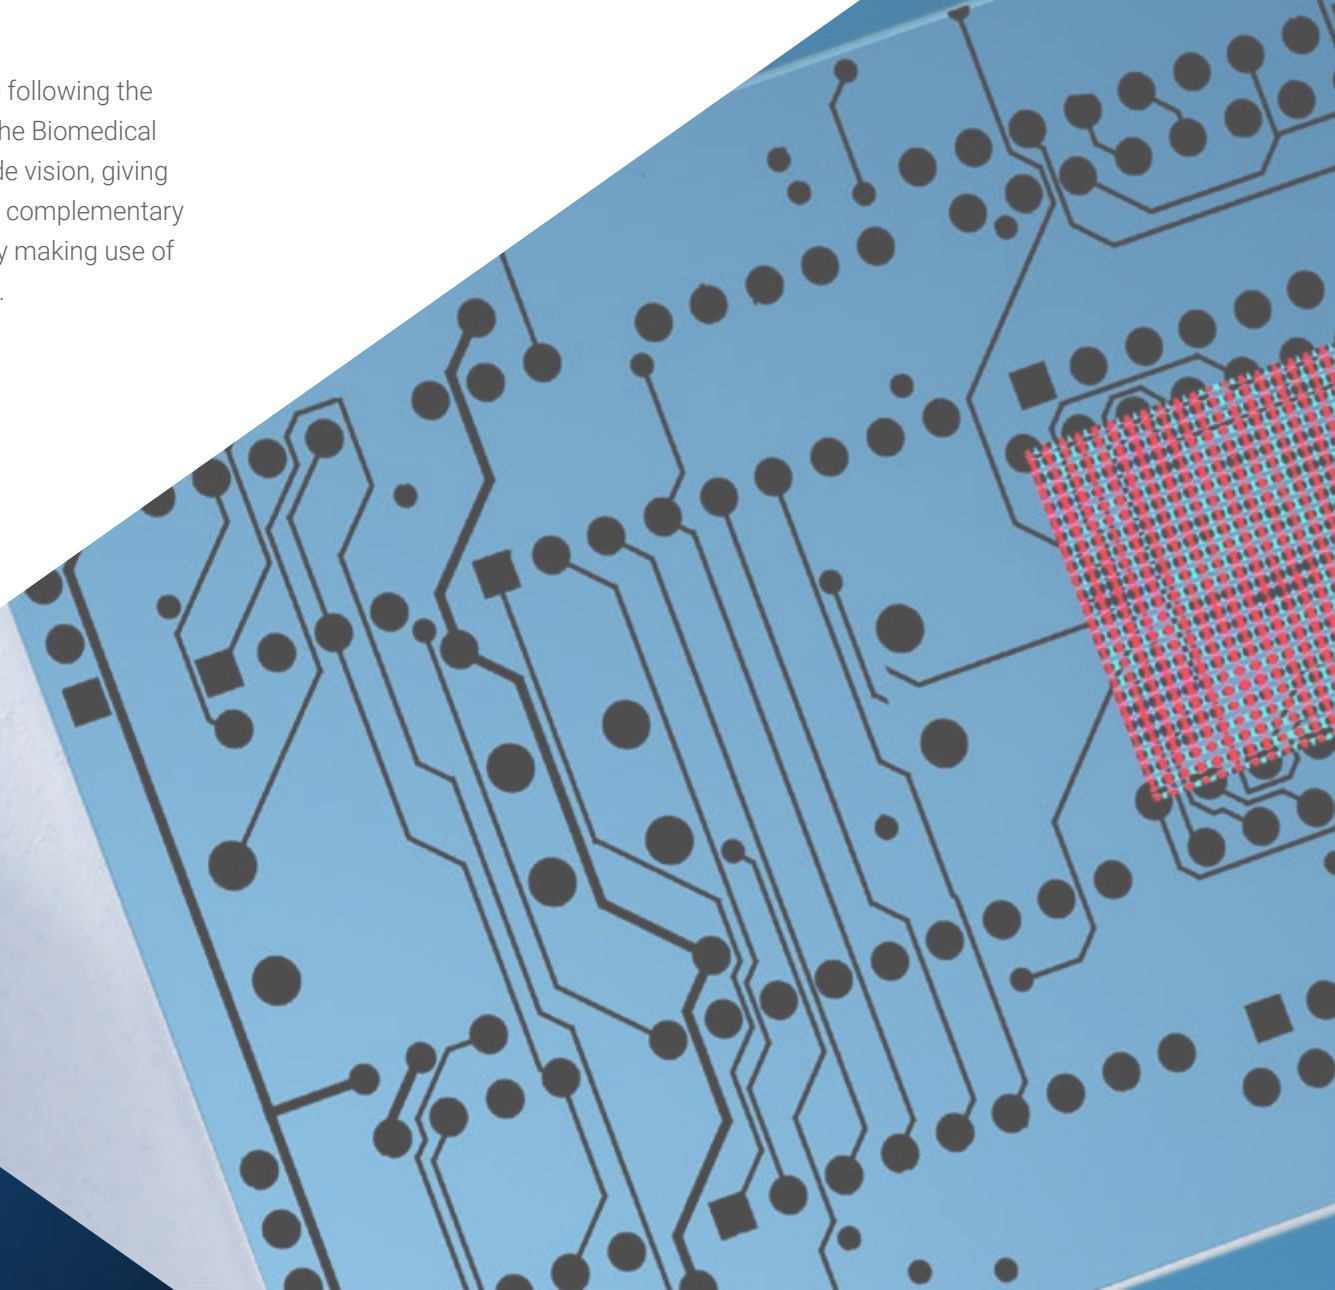 following the
he Biomedical
de vision, giving
complementary
y making use of
.